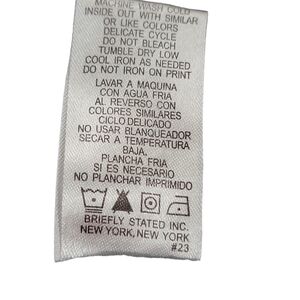 MACHINE WASH COLD
INSIDE OUT WITH SIMILAR
OR LIKE COLORS
DELICATE CYCLE
DO NOT BLEACH
TUMBLE DRY LOW
COOL IRON AS NEEDED
DO NOT IRON ON PRINT
LAVAR A MAQUINA
CON AGUA FRIA
AL REVERSO CON
COLORES SIMILARES
CICLO DELICADO
NO USAR BLANQUEADOR
SECAR A TEMPERATURA
BAJA.
PLANCHA FRIA
SI ES NECESARIO
NO PLANCHAR IMPRIMIDO
BRIEFLY STATED INC.
NEW YORK, NEW YORK
#23